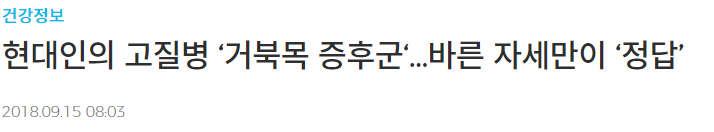 건강정보
현대인의 고질병 ‘거북목 증후군‘...바른 자세만이 ‘정답’
2018.09.15 08:03